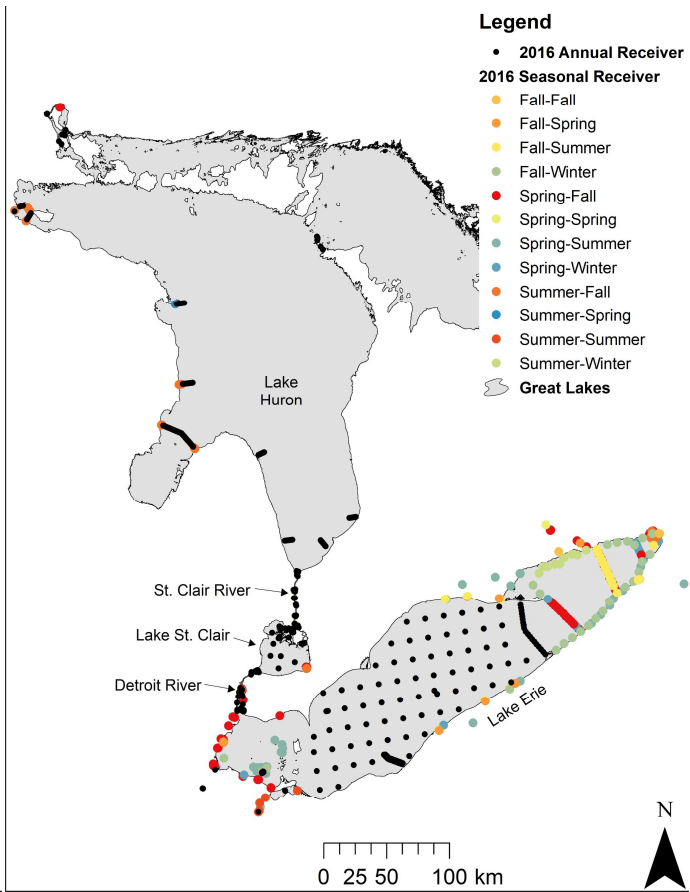 Legend
2016 Annual Receiver
2016 Seasonal Receiver
Fall-Fall
Fall-Spring
Fall-Summer
Fall-Winter
Spring-Fall
Spring-Spring
Spring-Summer
Spring-Winter
Summer-Fall
Summer-Spring
Summer-Summer
Summer-Winter
Great Lakes
Lake
Huron
St. Clair River
Lake St. Clair
Detroit River
Lake Erie
N
0 25 50 100 km